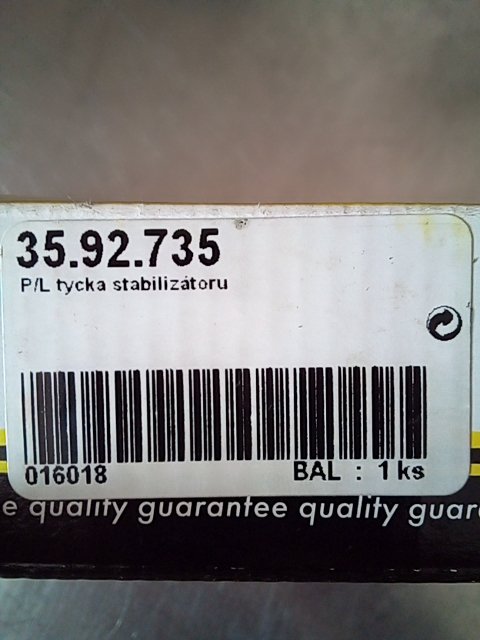 35.92.735
P/L tycka stabilizátoru
016018
BAL : 1 ks
e quality guarantee quality guar